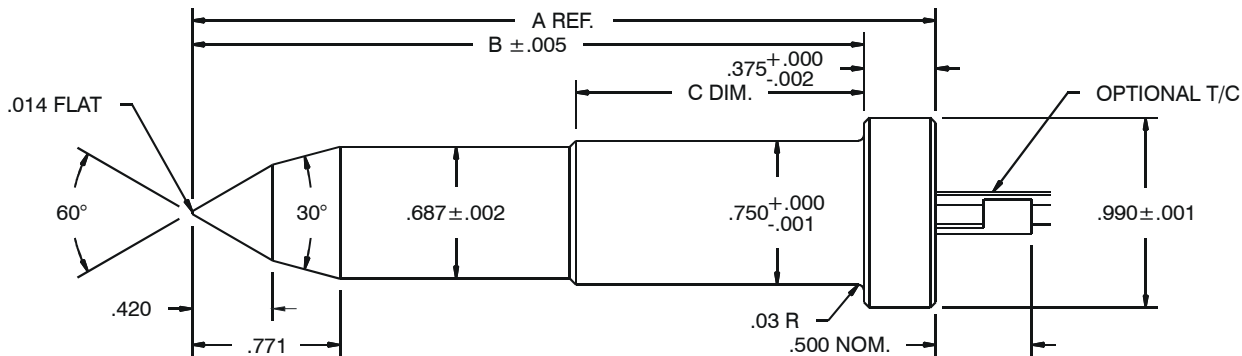 A REF.
B ±.005
.375+.000
-.002
C DIM.
.014 FLAT
OPTIONAL T/C
60°
30°
.687±.002
.750+.000
-.001
.990±.001
.420
.771
.03 R
.500 NOM.